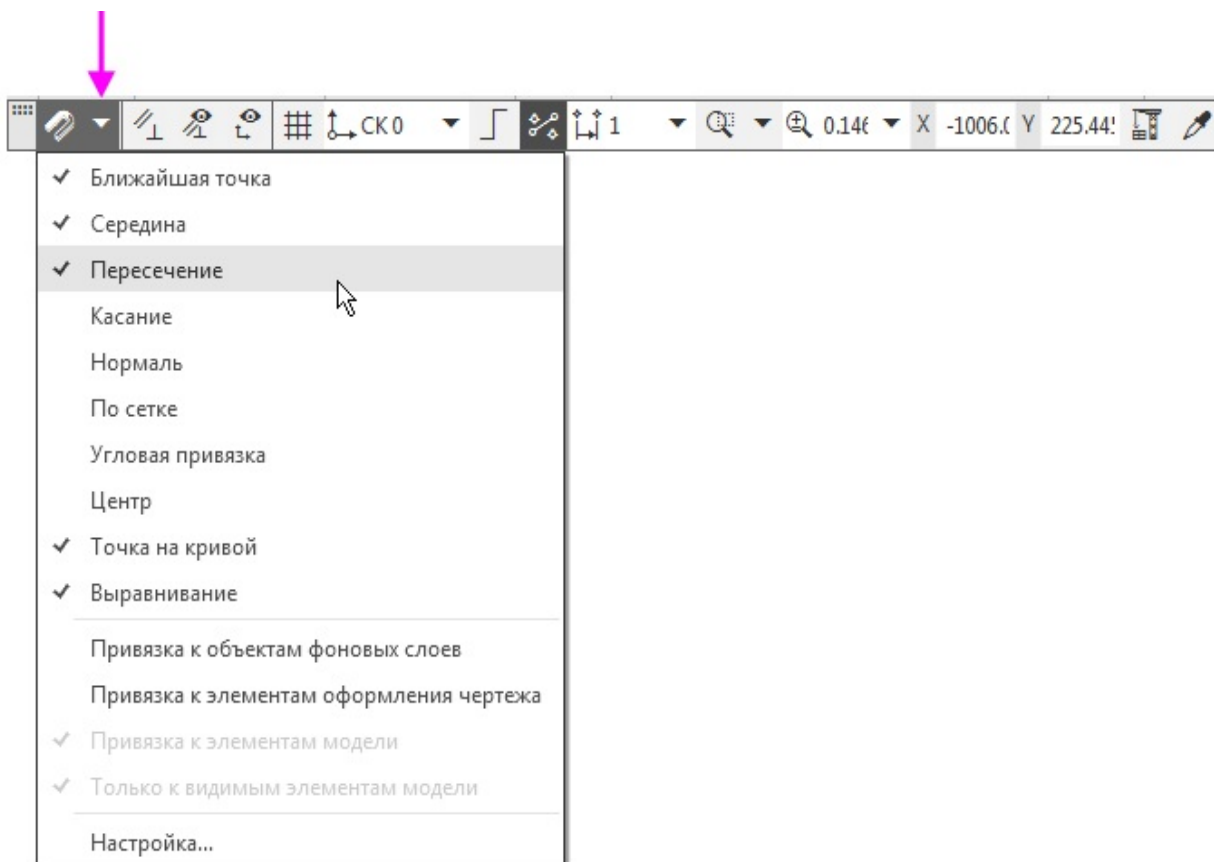 СК 0 1 0.146 X -1006.( Y 225.44
Ближайшая точка
Середина
Пересечение
Касание
Нормаль
По сетке
Угловая привязка
Центр
Точка на кривой
Выравнивание
Привязка к объектам фоновых слоев
Привязка к элементам оформления чертежа
Привязка к элементам модели
Только к видимым элементам модели
Настройка...